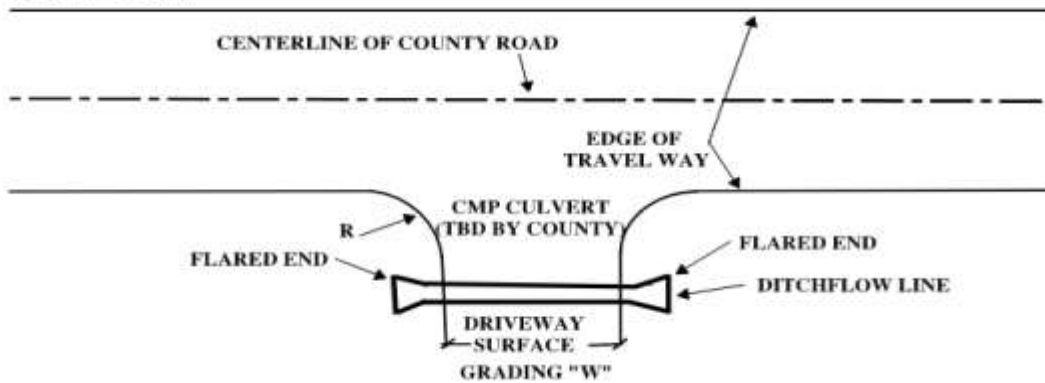 CENTERLINE OF COUNTY ROAD
EDGE OF
TRAVEL WAY
CMP CULVERT
(TBD BY COUNTY)
R
FLARED END
FLARED END
DITCHFLOW LINE
DRIVEWAY
SURFACE
GRADING "W"